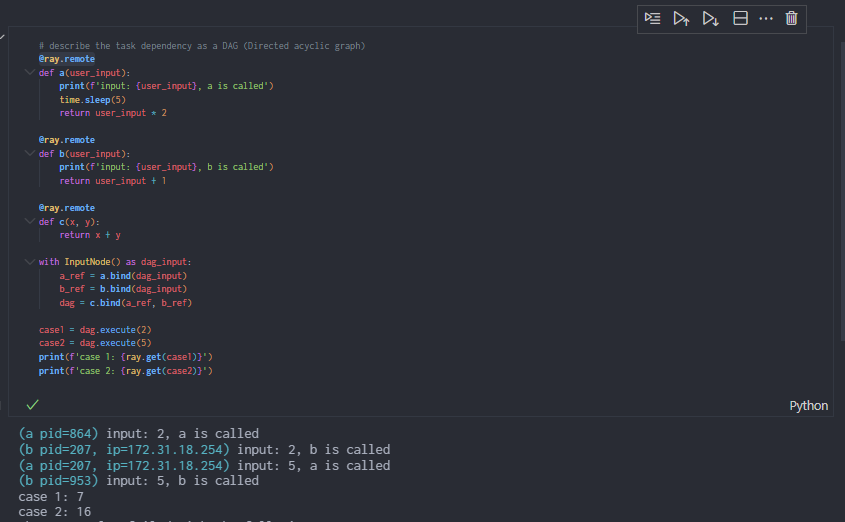 # describe the task dependency as a DAG (Directed acyclic graph)
@ray.remote
def a(user_input):
    print(f'input: {user_input}, a is called')
    time.sleep(5)
    return user_input * 2

@ray.remote
def b(user_input):
    print(f'input: {user_input}, b is called')
    return user_input + 1

@ray.remote
def c(x, y):
    return x + y

with InputNode() as dag_input:
    a_ref = a.bind(dag_input)
    b_ref = b.bind(dag_input)
    dag = c.bind(a_ref, b_ref)

case1 = dag.execute(2)
case2 = dag.execute(5)
print(f'case 1: {ray.get(case1)}')
print(f'case 2: {ray.get(case2)}')
Python
(a pid=864) input: 2, a is called
(b pid=207, ip=172.31.18.254) input: 2, b is called
(a pid=207, ip=172.31.18.254) input: 5, a is called
(b pid=953) input: 5, b is called
case 1: 7
case 2: 16